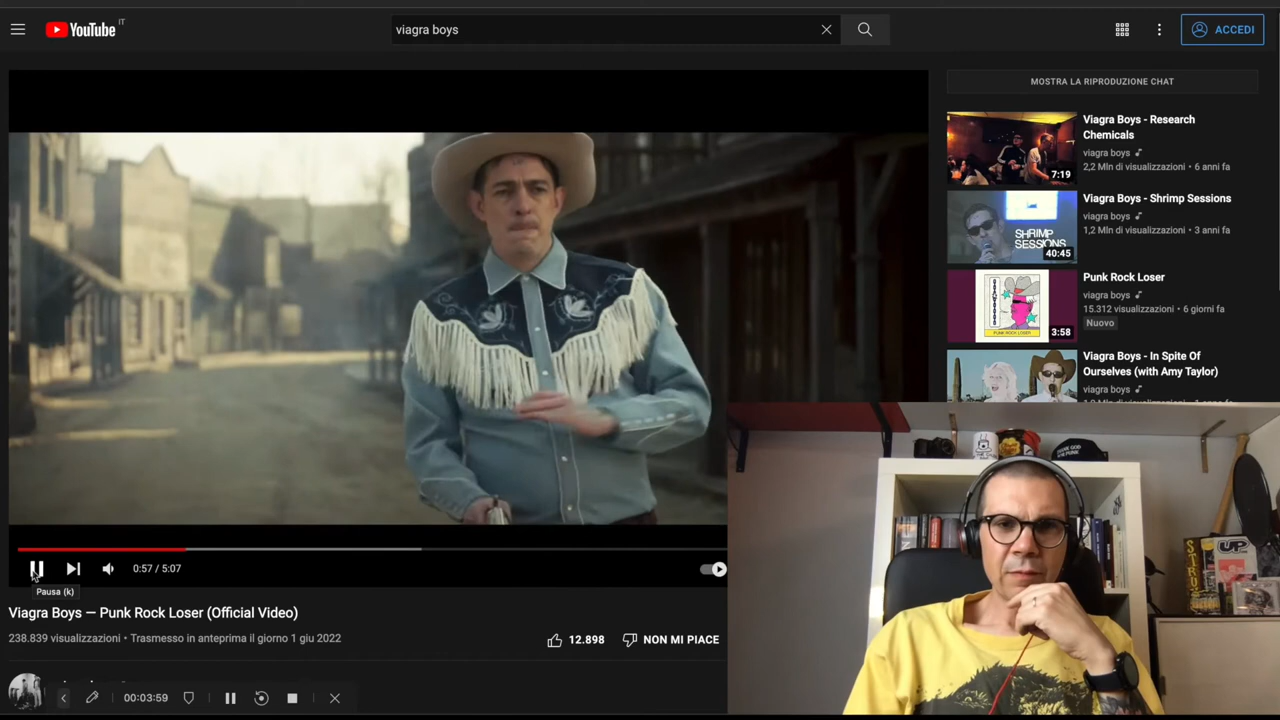 YouTube IT
viagra boys
ACCEDI
MOSTRA LA RIPRODUZIONE CHAT
Viagra Boys - Research
Chemicals
viagra boys
2,2 Mln di visualizzazioni • 6 anni fa
7:19
Viagra Boys - Shrimp Sessions
viagra boys
1,2 Mln di visualizzazioni • 3 anni fa
SHRIMP
SESSIONS
40:45
Punk Rock Loser
viagra boys
15.312 visualizzazioni • 6 giorni fa
Nuovo
PUNK ROCK LOSER
3:58
Viagra Boys - In Spite Of
Ourselves (with Amy Taylor)
viagra boys
0:57 / 5:07
Pausa (k)
Viagra Boys — Punk Rock Loser (Official Video)
238.839 visualizzazioni • Trasmesso in anteprima il giorno 1 giu 2022
12.898
NON MI PIACE
00:03:59
UP